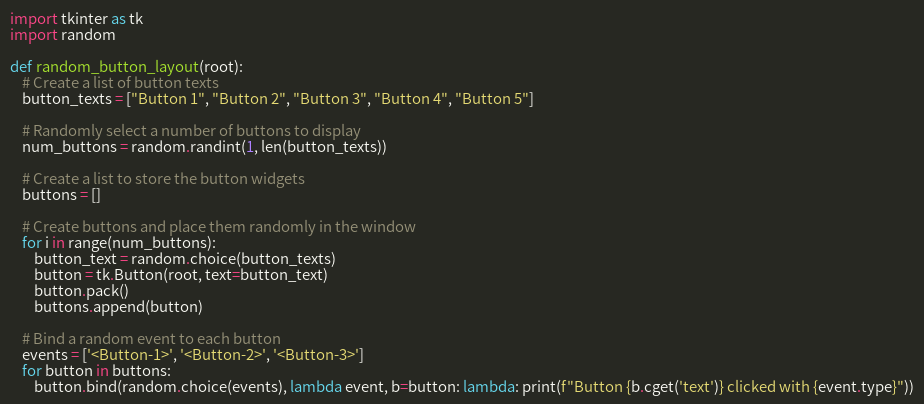 import tkinter as tk
import random
def random_button_layout(root):
# Create a list of button texts
button_texts = ["Button 1", "Button 2", "Button 3", "Button 4", "Button 5"]
# Randomly select a number of buttons to display
num_buttons = random.randint(1, len(button_texts))
# Create a list to store the button widgets
buttons = []
# Create buttons and place them randomly in the window
for i in range(num_buttons):
button_text = random.choice(button_texts)
button = tk.Button(root, text=button_text)
button.pack()
buttons.append(button)
# Bind a random event to each button
events = ['<Button-1>', '<Button-2>', '<Button-3>']
for button in buttons:
button.bind(random.choice(events), lambda event, b=button: lambda: print(f"Button {b.cget('text')} clicked with {event.type}"))